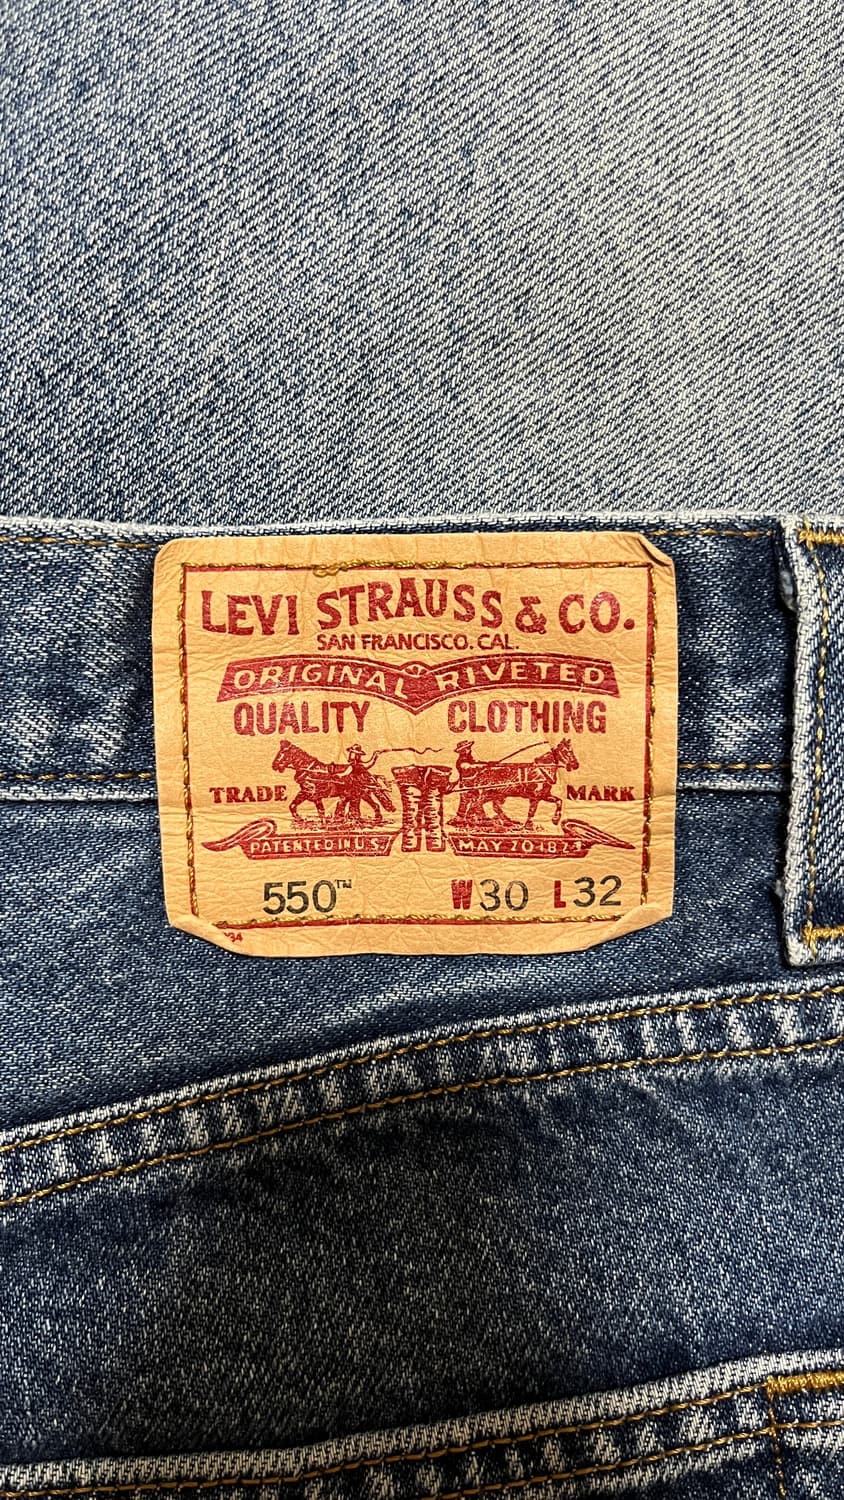 LEVI STRAUSS & CO.
SAN FRANCISCO. CAL.
ORIGINAL RIVETED
QUALITY CLOTHING
TRADE MARK
PATENTED IN U.S. MAY 20 1873
550™ W30 L32